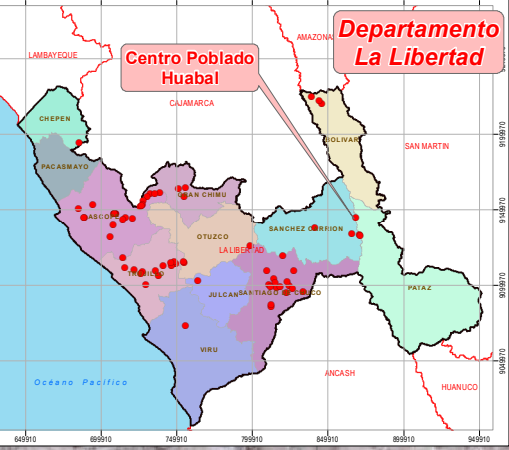 Departamento
La Libertad
Centro Poblado
Huabal
AMAZONAS
LAMBAYEQUE
CAJAMARCA
CHEPEN
BOLIVAR
SAN MARTIN
9199970
PACASMAYO
GRAN CHIMU
9149970
ASCOPE
SANCHEZ CARRION
OTUZCO
LA LIBERTAD
TRUJILLO
JULCAN
SANTIAGO DE CHUCO
PATAZ
9099970
VIRU
9049970
ANCASH
Océano Pacífico
HUANUCO
649910 699910 749910 799910 849910 899910 949910